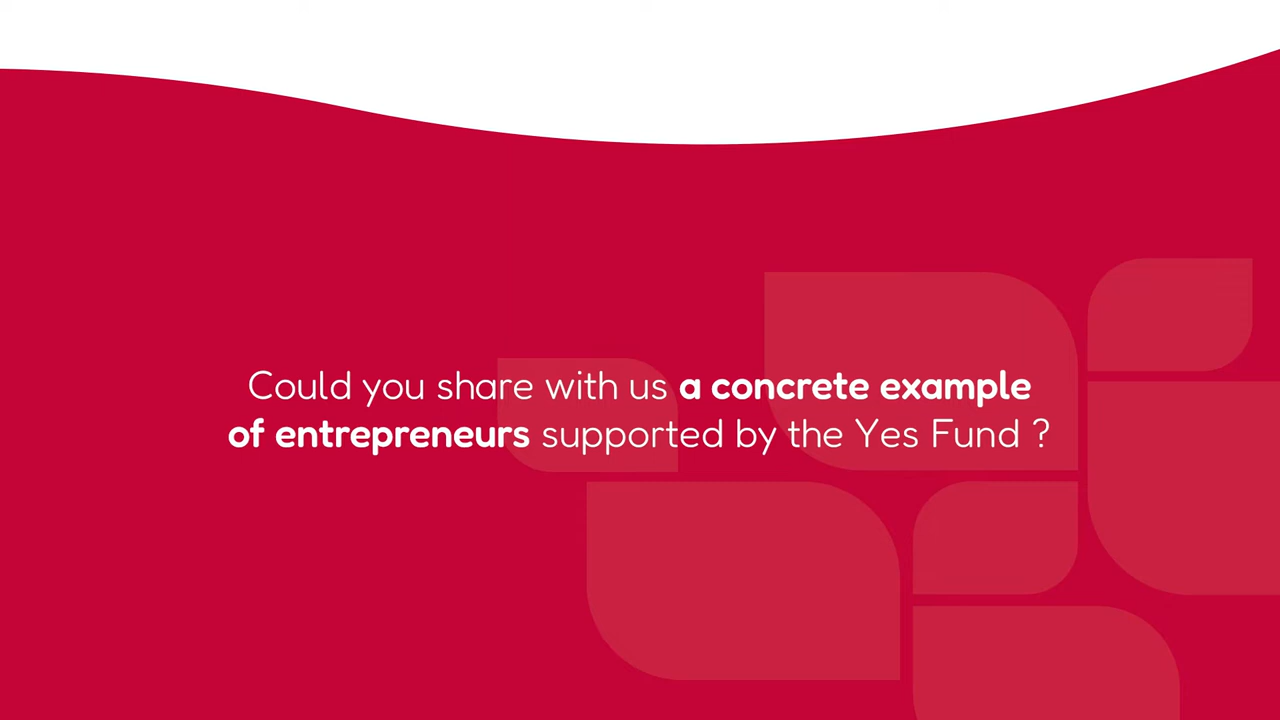 Could you share with us a concrete example
of entrepreneurs supported by the Yes Fund ?